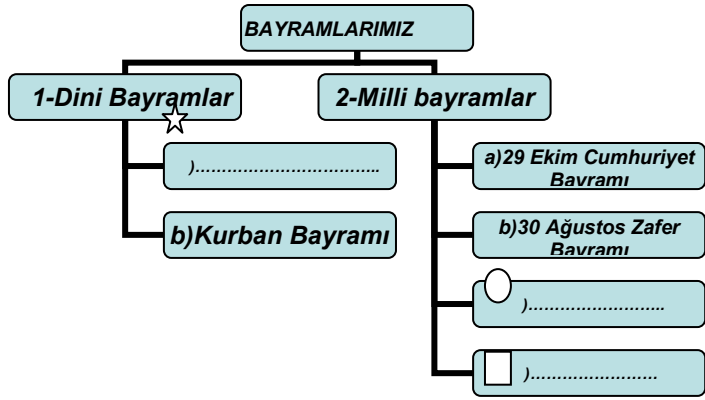 BAYRAMLARIMIZ
1-Dini Bayramlar
)……………………………..
b)Kurban Bayramı
2-Milli bayramlar
a)29 Ekim Cumhuriyet
Bayramı
b)30 Ağustos Zafer
Bayramı
)……………………..
)……………………